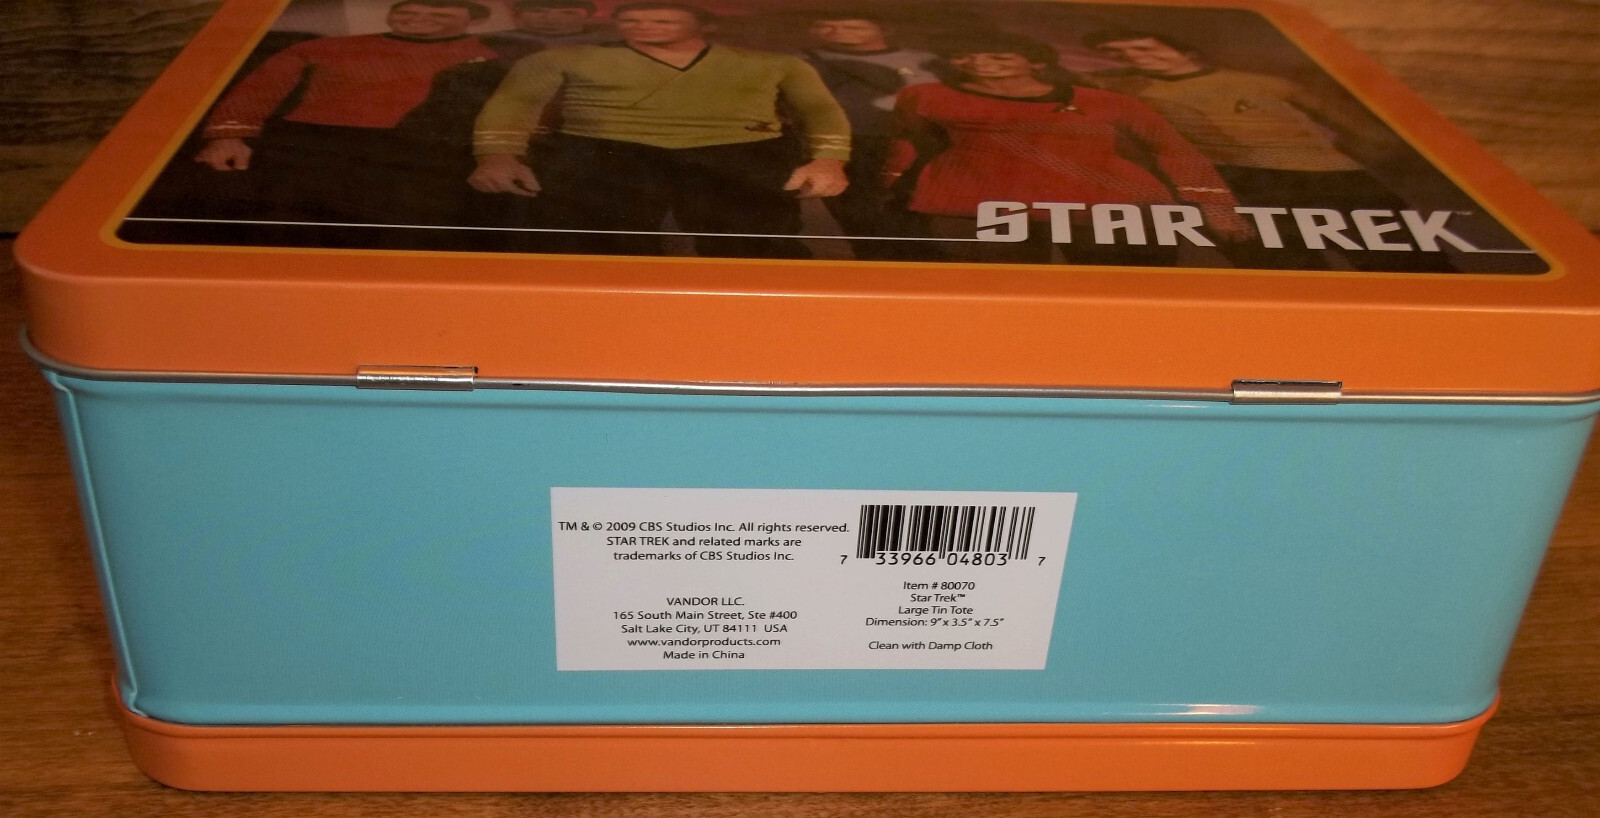 STAR TREK™
TM & © 2009 CBS Studios Inc. All rights reserved.
STAR TREK and related marks are
trademarks of CBS Studios Inc.
VANDOR LLC.
165 South Main Street, Ste #400
Salt Lake City, UT 84111 USA
www.vandorproducts.com
Made in China
7 33966 04803 7
Item # 80070
Star Trek™
Large Tin Tote
Dimension: 9" x 3.5" x 7.5"
Clean with Damp Cloth